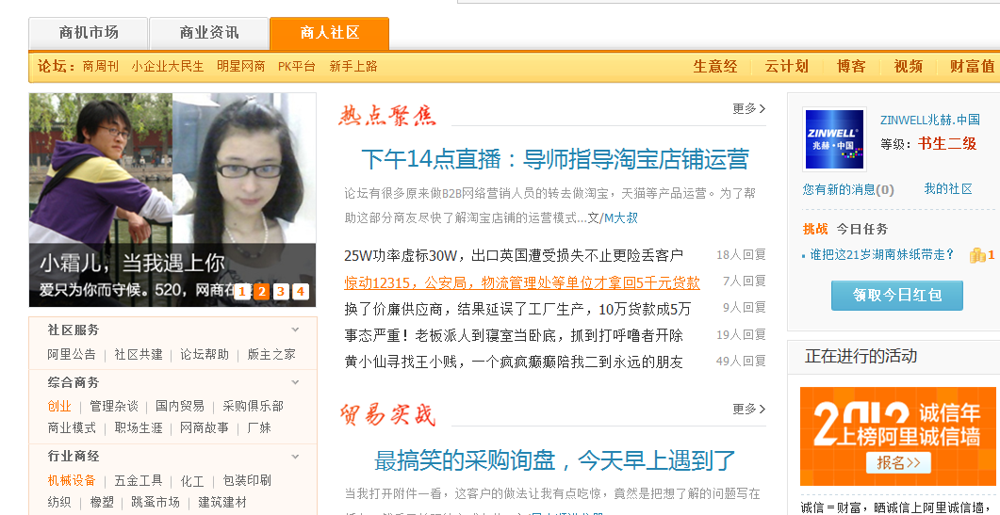 商机市场 商业资讯 商人社区
论坛： 商周刊 小企业大民生 明星网商 PK平台 新手上路 生意经 云计划 博客 视频 财富值
小霜儿，当我遇上你
爱只为你而守候。520，网商在
1 2 3 4
社区服务
阿里公告 | 社区共建 | 论坛帮助 | 版主之家
综合商务
创业 | 管理杂谈 | 国内贸易 | 采购俱乐部
商业模式 | 职场生涯 | 网商故事 | 厂妹
行业商经
机械设备 | 五金工具 | 化工 | 包装印刷
纺织 | 橡塑 | 跳蚤市场 | 建筑建材
热点聚焦 更多
下午14点直播：导师指导淘宝店铺运营
论坛有很多原来做B2B网络营销人员的转去做淘宝，天猫等产品运营。为了帮
助这部分商友尽快了解淘宝店铺的运营模式...文/M大叔
25W功率虚标30W，出口英国遭受损失不止更险丢客户 18人回复
惊动12315，公安局，物流管理处等单位才拿回5千元货款 7人回复
换了价廉供应商，结果延误了工厂生产，10万货款成5万 9人回复
事态严重！老板派人到寝室当卧底，抓到打呼噜者开除 19人回复
黄小仙寻找王小贱，一个疯疯癫癫陪我二到永远的朋友 49人回复
贸易实战 更多
最搞笑的采购询盘，今天早上遇到了
当我打开附件一看，这客户的做法让我有点吃惊，竟然是把想了解的问题写在
ZINWELL
兆赫·中国
ZINWELL兆赫.中国
等级：书生二级
您有新的消息(0) 我的社区
挑战 今日任务
谁把这21岁湖南妹纸带走？ 1
领取今日红包
正在进行的活动
2012 诚信年
上榜阿里诚信墙
报名>>
诚信＝财富，晒诚信上阿里诚信墙，